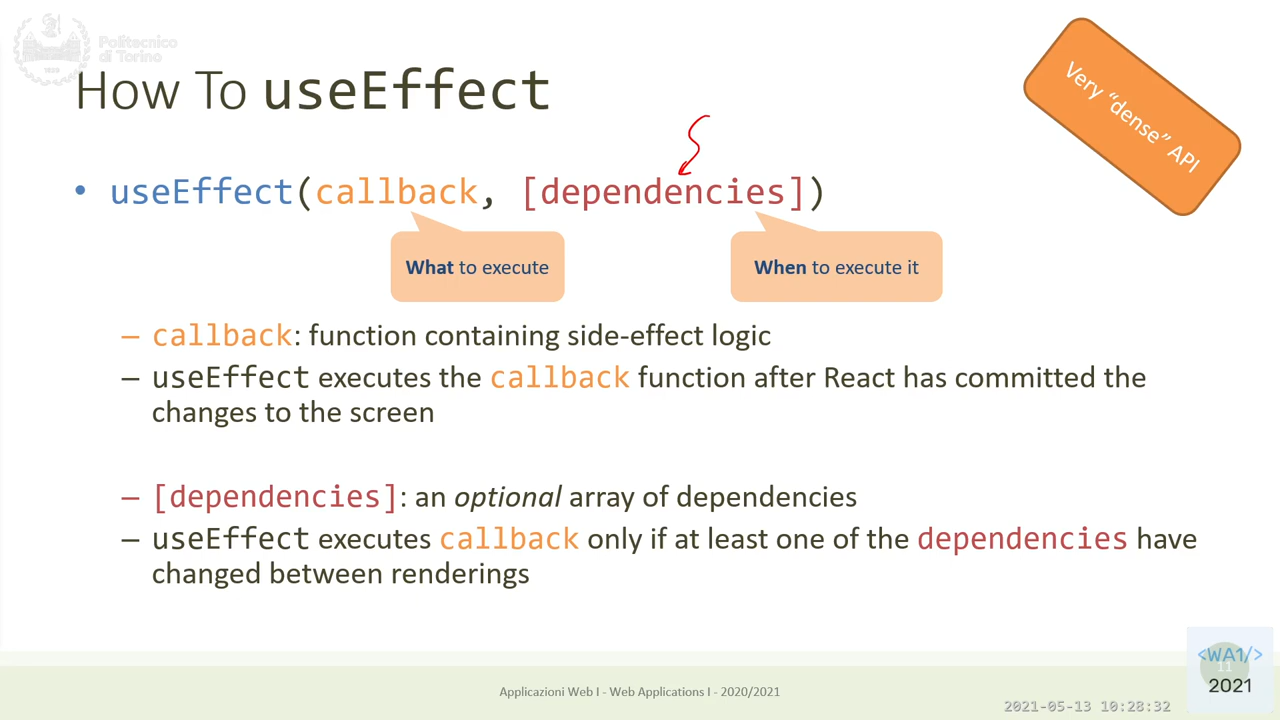 Politecnico
di Torino
How To useEffect
Very “dense” API
• useEffect(callback, [dependencies])
What to execute
When to execute it
– callback: function containing side-effect logic
– useEffect executes the callback function after React has committed the
changes to the screen
– [dependencies]: an optional array of dependencies
– useEffect executes callback only if at least one of the dependencies have
changed between renderings
Applicazioni Web I - Web Applications I - 2020/2021
<WA1/>
11
2021
2021-05-13 10:28:32